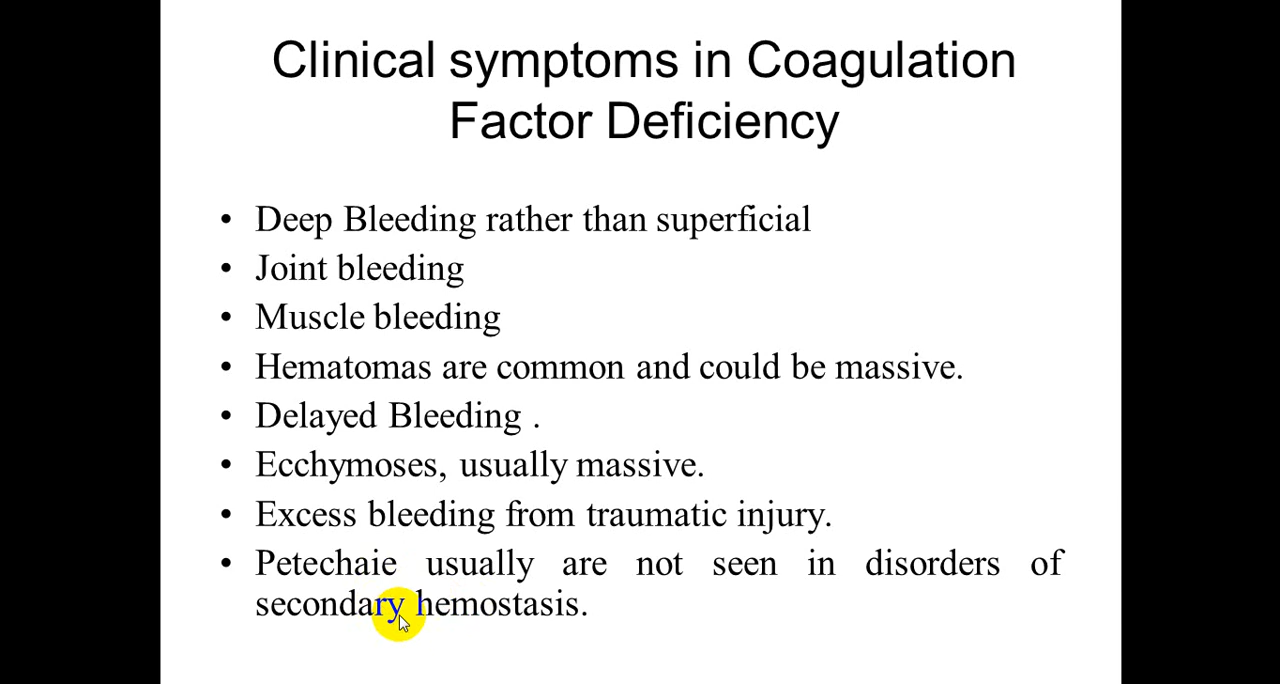 Clinical symptoms in Coagulation
Factor Deficiency
• Deep Bleeding rather than superficial
• Joint bleeding
• Muscle bleeding
• Hematomas are common and could be massive.
• Delayed Bleeding .
• Ecchymoses, usually massive.
• Excess bleeding from traumatic injury.
• Petechaie usually are not seen in disorders of
secondary hemostasis.